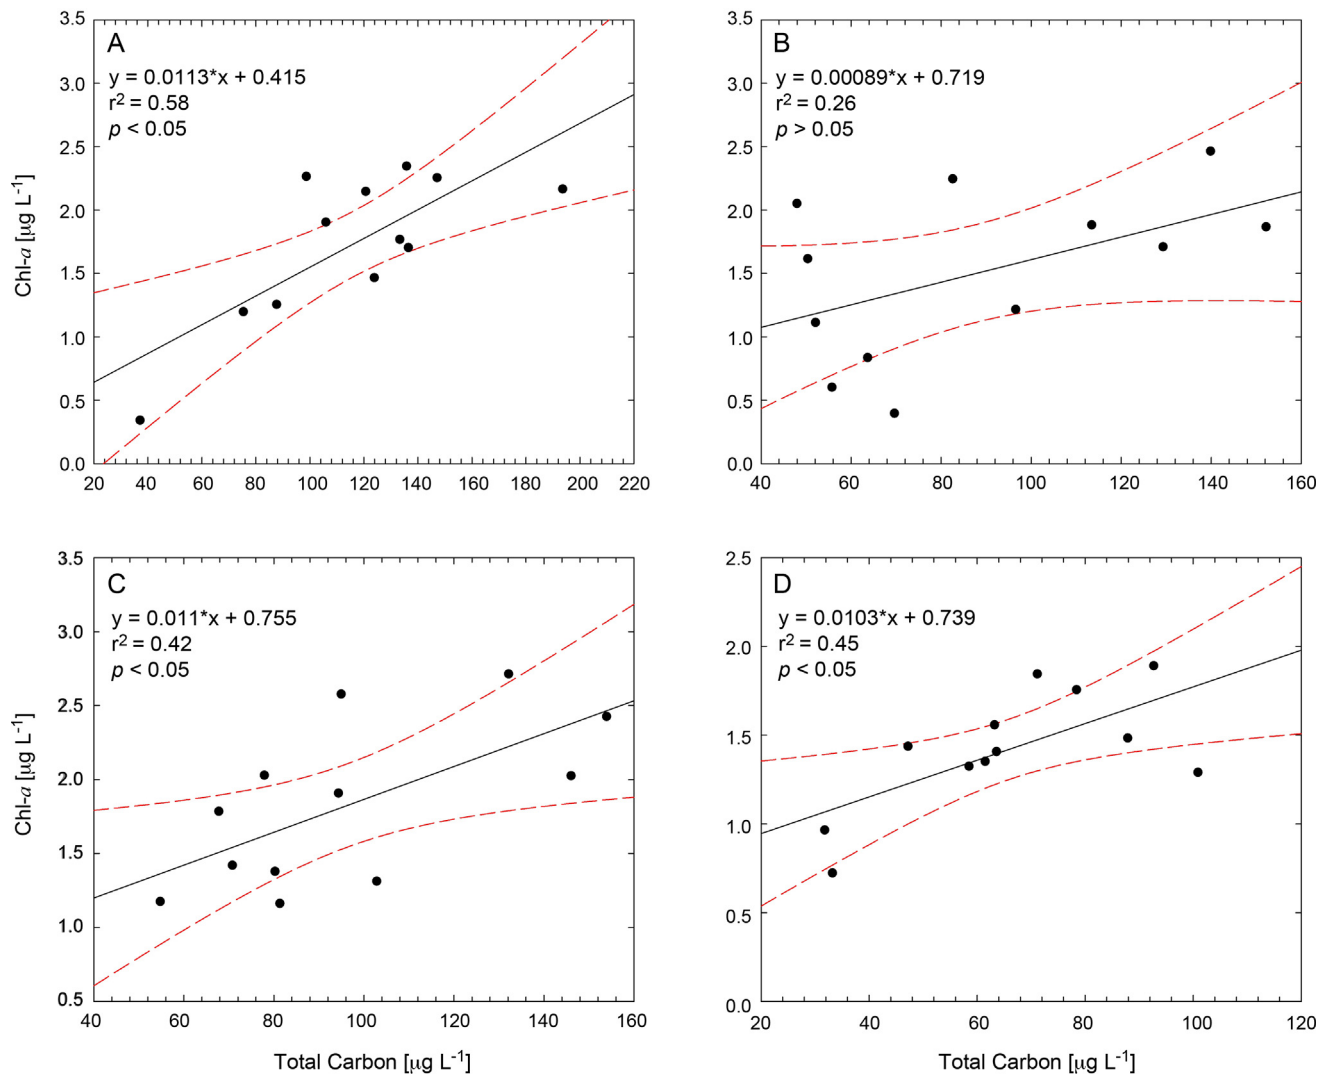 A
y = 0.0113*x + 0.415
r² = 0.58
p < 0.05
3.5
3.0
2.5
2.0
1.5
1.0
0.5
0.0
Chl-a [µg L⁻¹]
20 40 60 80 100 120 140 160 180 200 220
B
y = 0.00089*x + 0.719
r² = 0.26
p > 0.05
3.5
3.0
2.5
2.0
1.5
1.0
0.5
0.0
40 60 80 100 120 140 160
C
y = 0.011*x + 0.755
r² = 0.42
p < 0.05
3.5
3.0
2.5
2.0
1.5
1.0
0.5
Chl-a [µg L⁻¹]
40 60 80 100 120 140 160
Total Carbon [µg L⁻¹]
D
y = 0.0103*x + 0.739
r² = 0.45
p < 0.05
2.5
2.0
1.5
1.0
0.5
0.0
20 40 60 80 100 120
Total Carbon [µg L⁻¹]